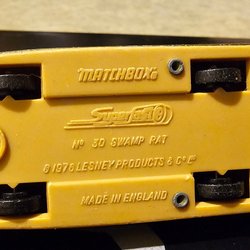 MATCHBOX®
Superfast
Nº 30 SWAMP RAT
© 1976 LESNEY PRODUCTS & Cº Lᵀᴰ
MADE IN ENGLAND